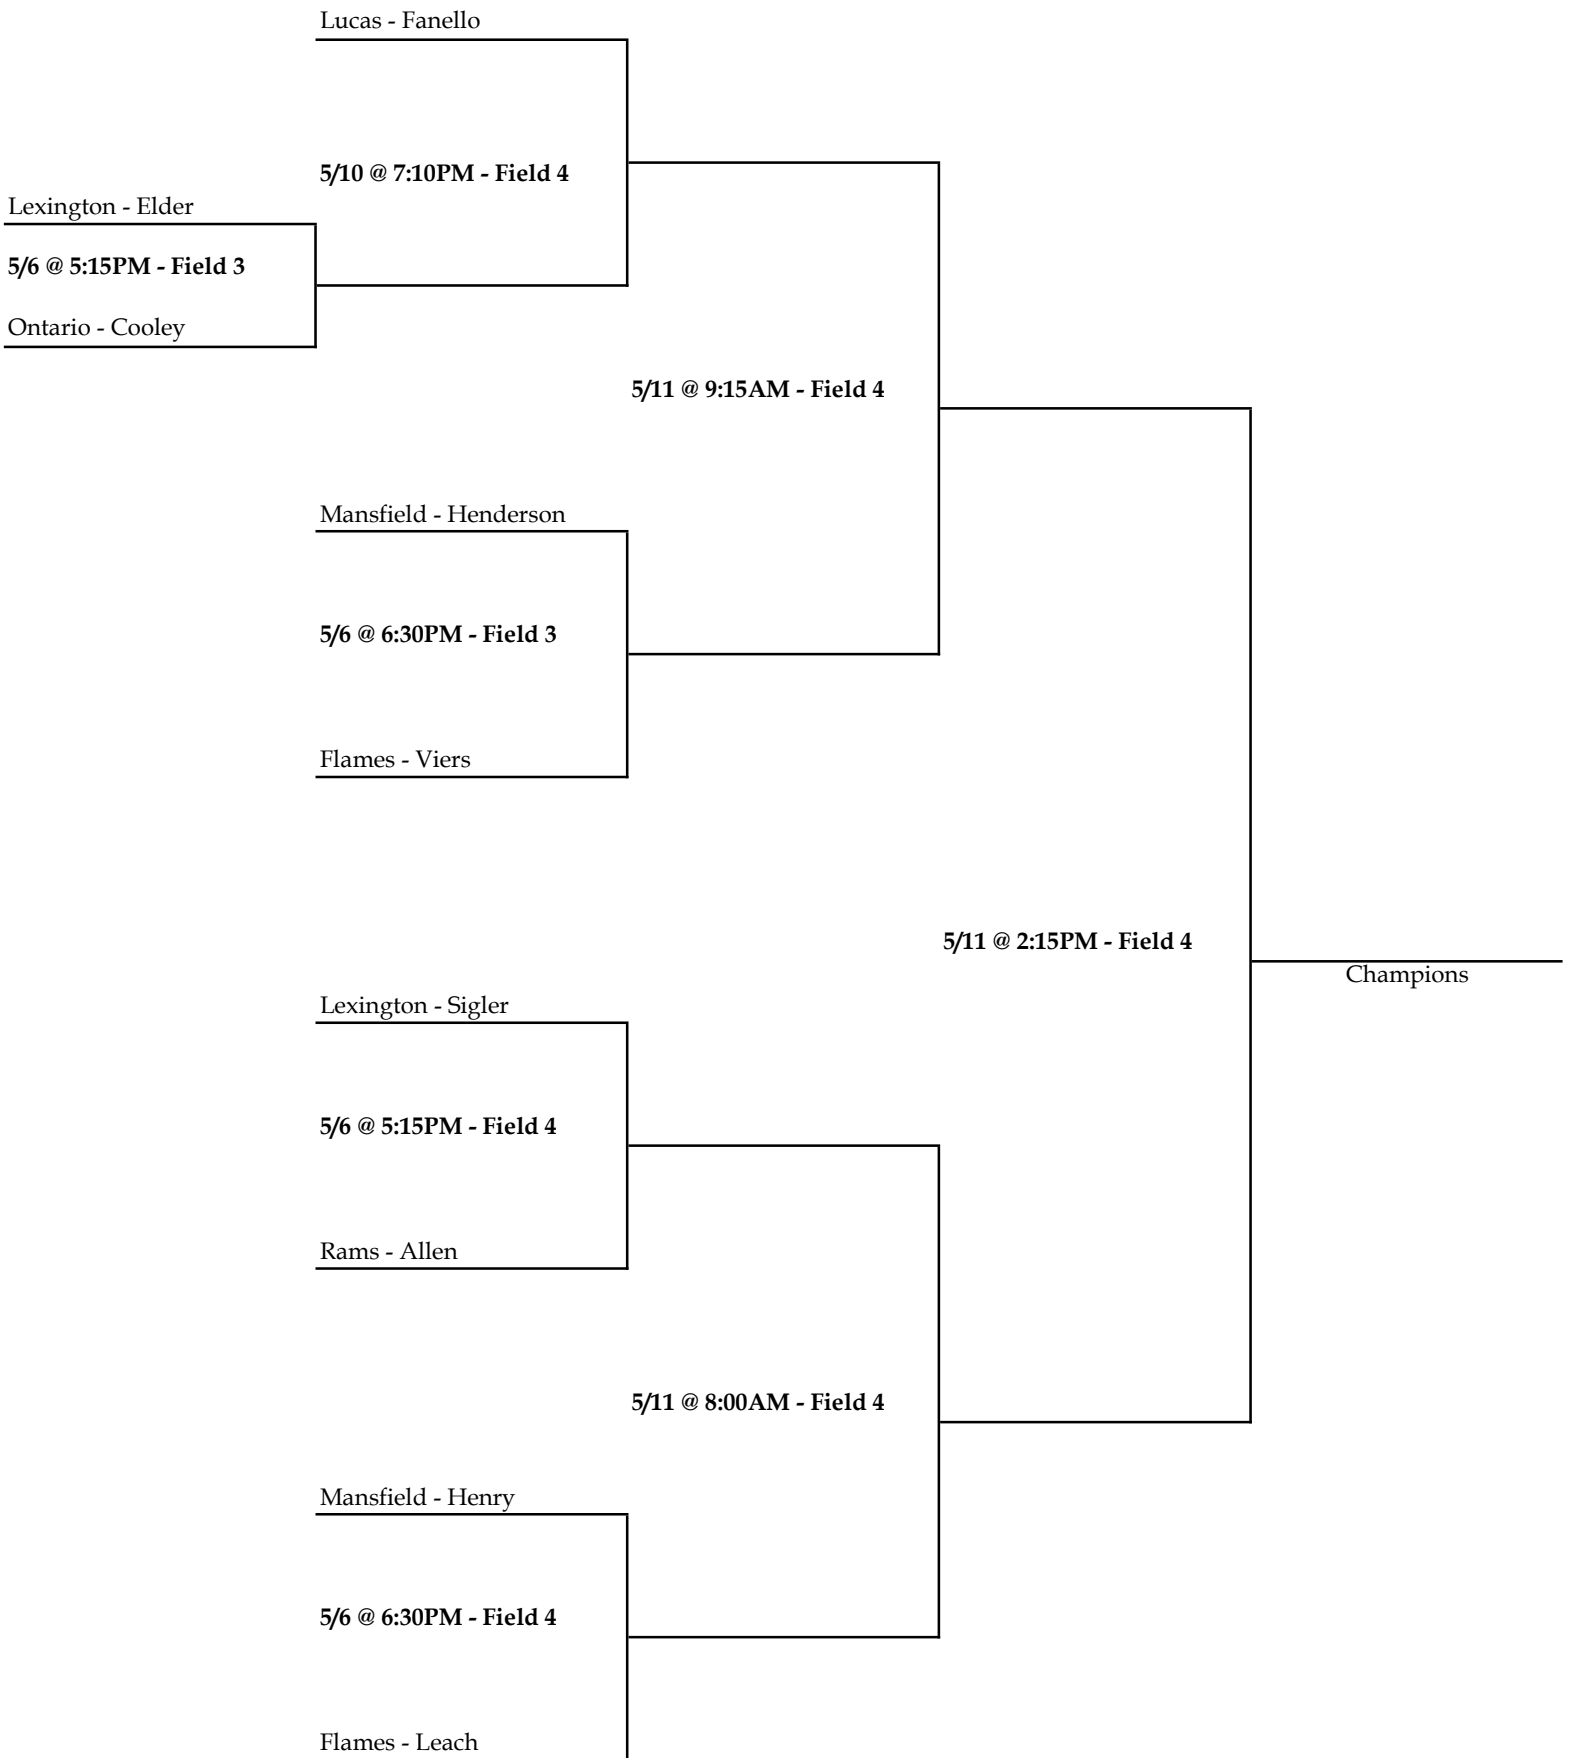 Lucas - Fanello
5/10 @ 7:10PM - Field 4
Lexington - Elder
5/6 @ 5:15PM - Field 3
Ontario - Cooley
5/11 @ 9:15AM - Field 4
Mansfield - Henderson
5/6 @ 6:30PM - Field 3
Flames - Viers
5/11 @ 2:15PM - Field 4
Champions
Lexington - Sigler
5/6 @ 5:15PM - Field 4
Rams - Allen
5/11 @ 8:00AM - Field 4
Mansfield - Henry
5/6 @ 6:30PM - Field 4
Flames - Leach